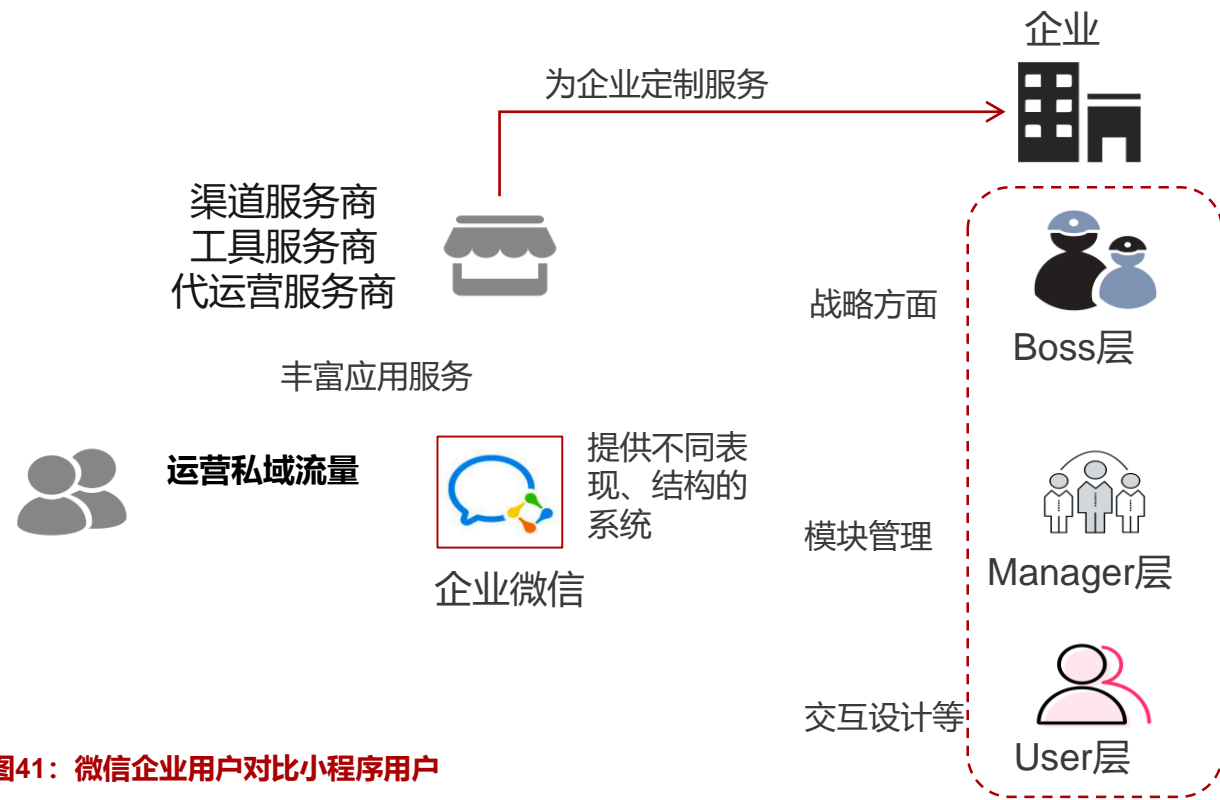 企业
为企业定制服务
渠道服务商
工具服务商
代运营服务商
战略方面
Boss层
丰富应用服务
运营私域流量
提供不同表
现、结构的
系统
企业微信
模块管理
Manager层
交互设计等
User层
图41：微信企业用户对比小程序用户